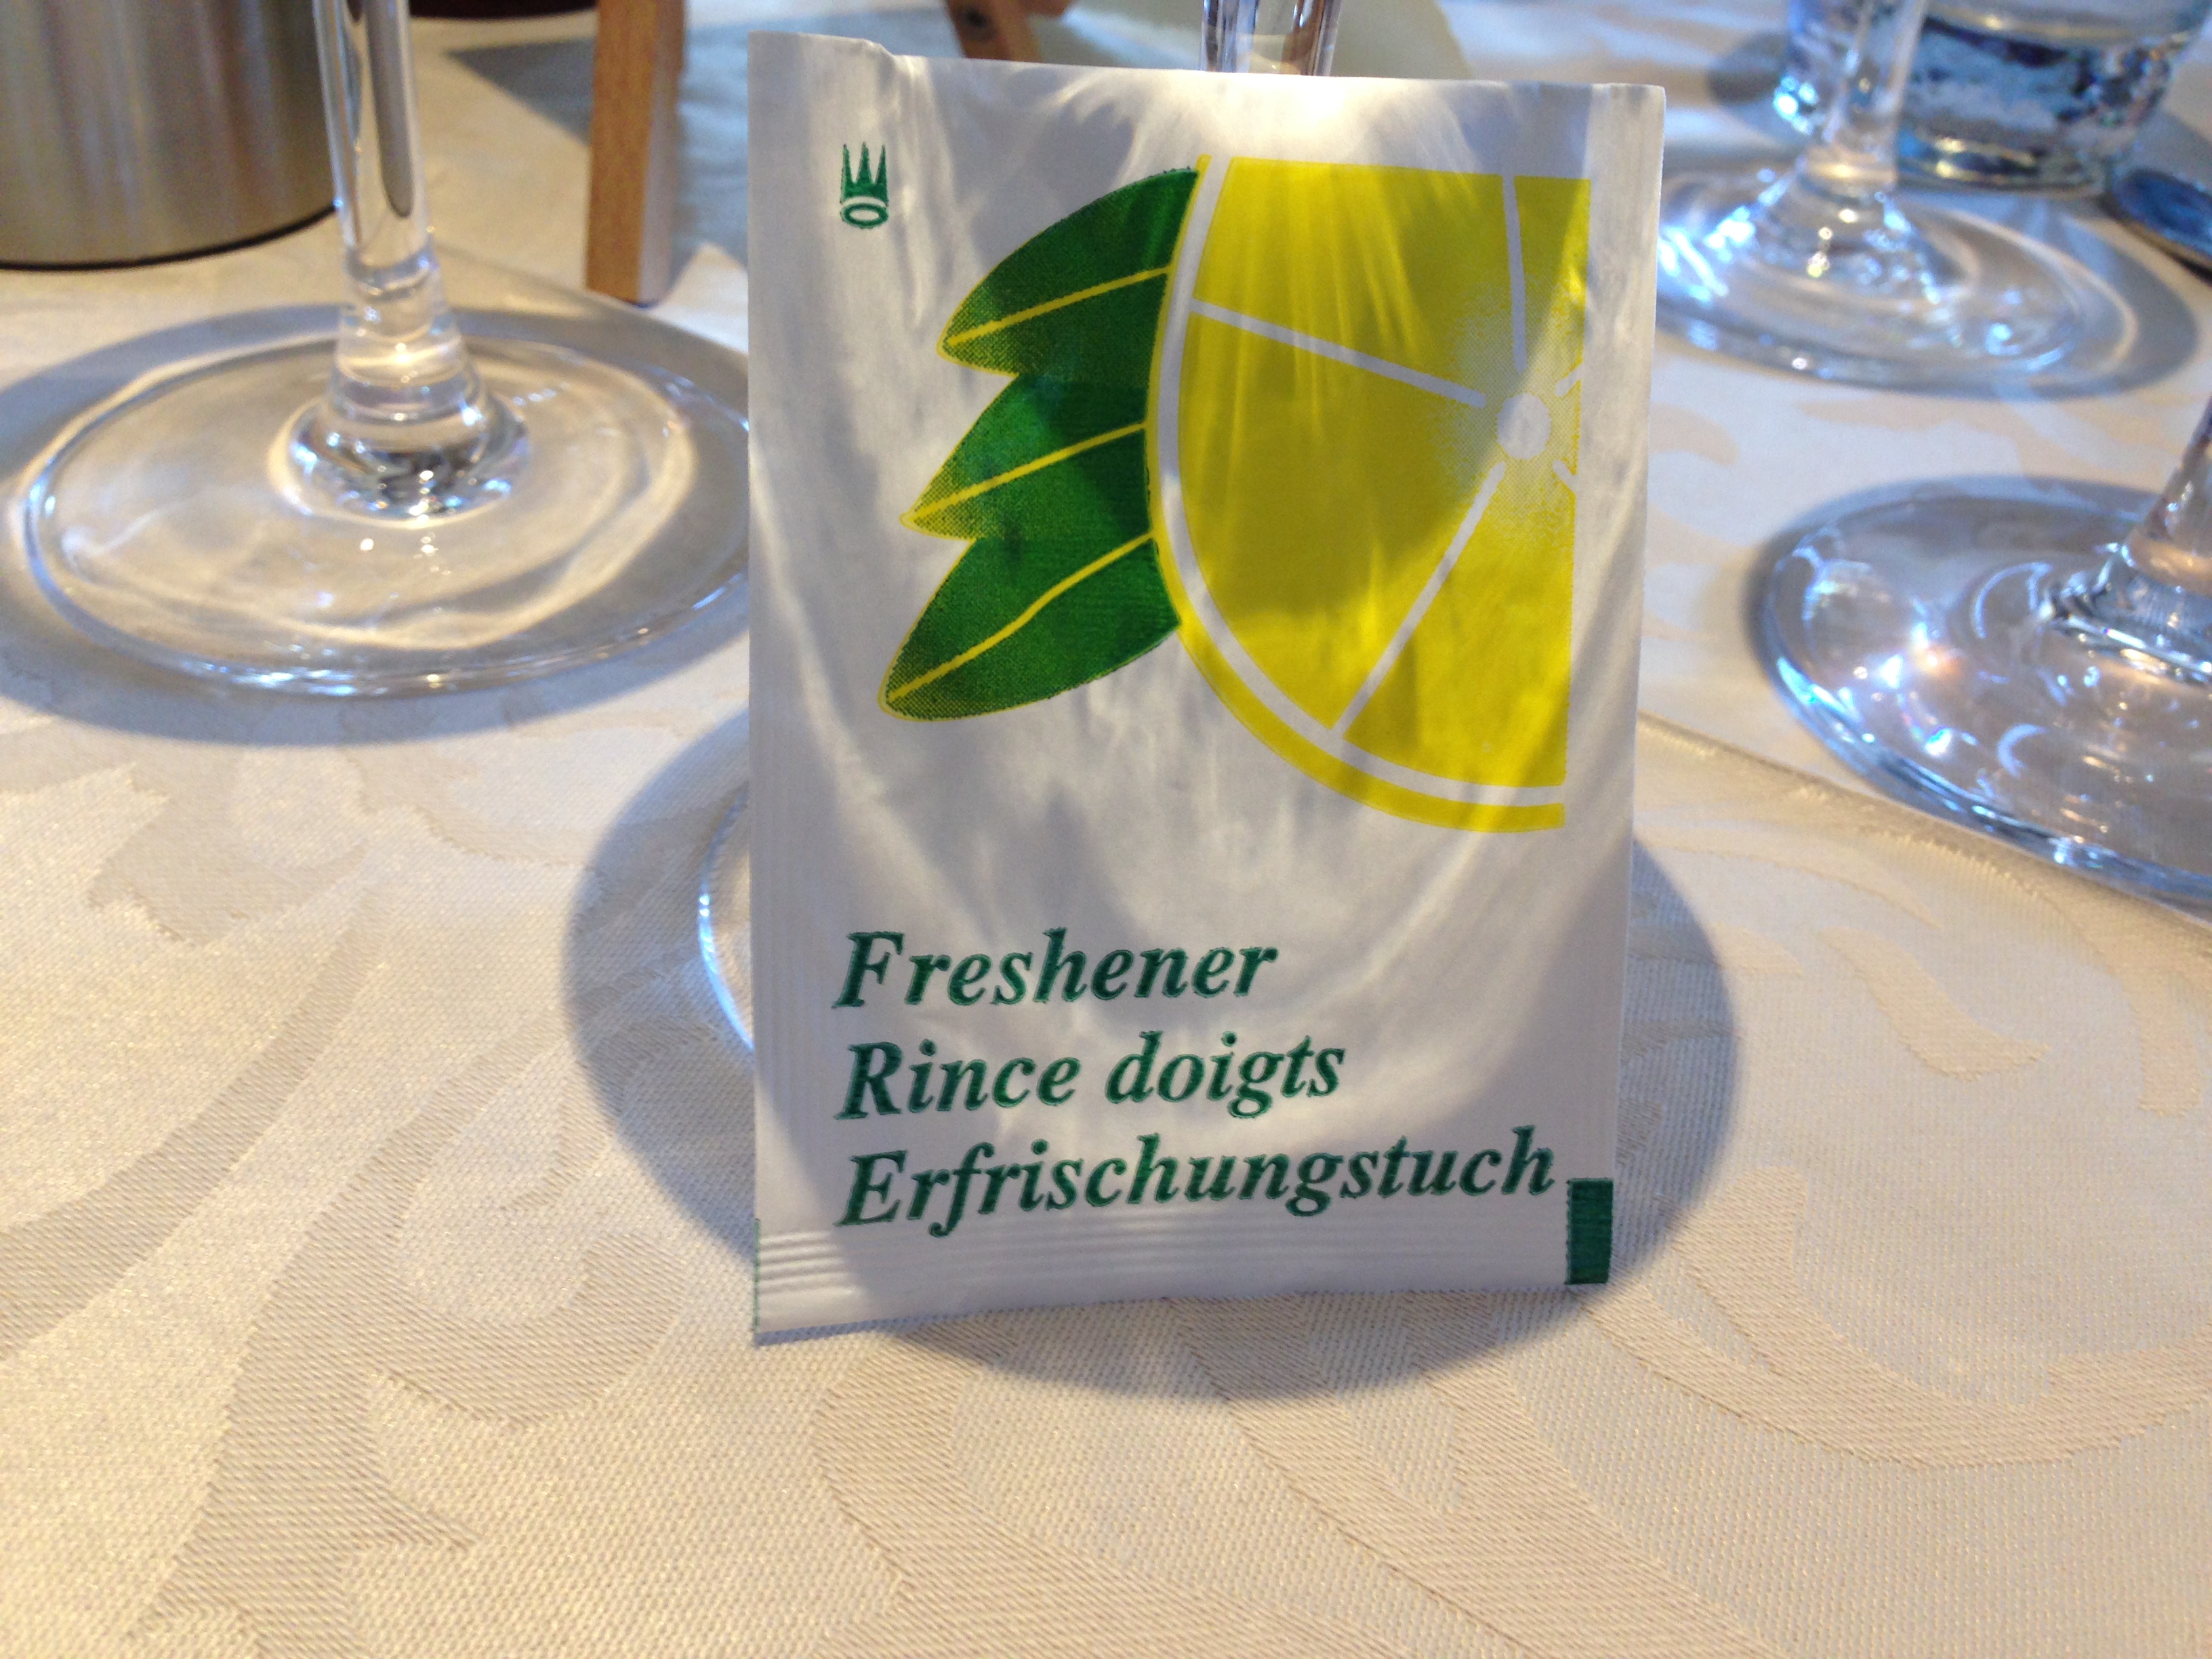 Freshener
Rince doigts
Erfrischungstuch